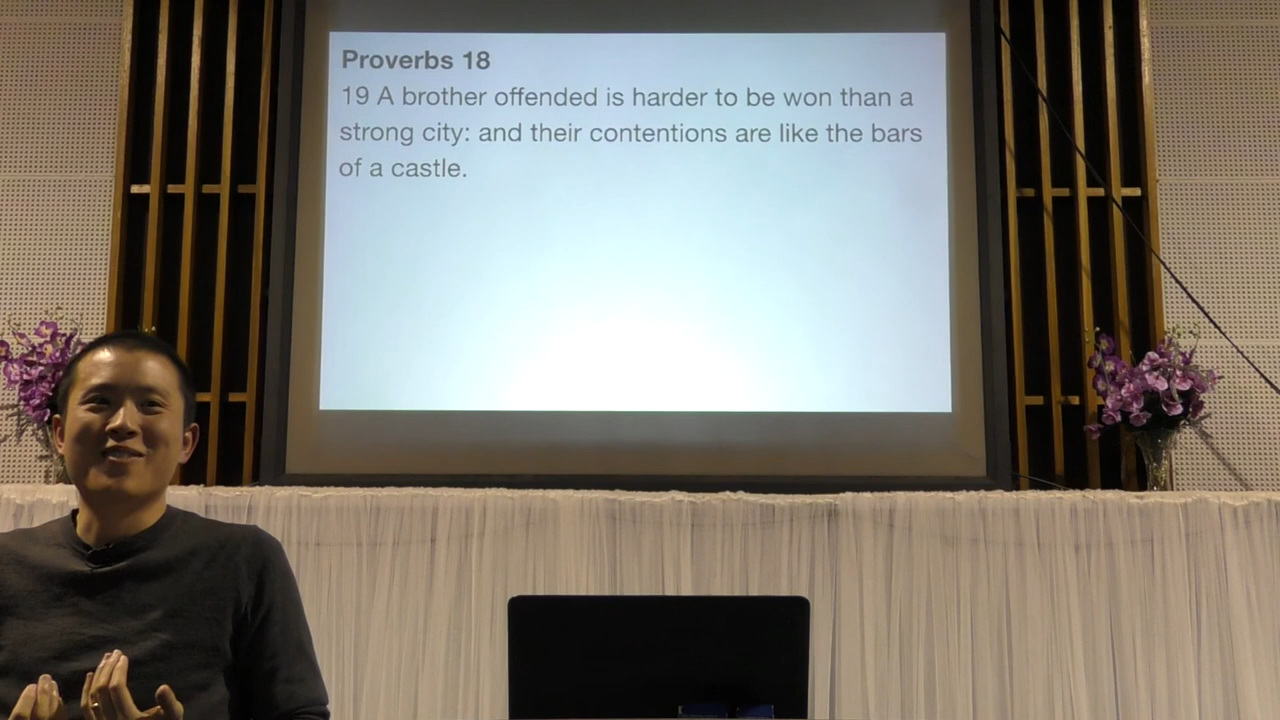 Proverbs 18
19 A brother offended is harder to be won than a
strong city: and their contentions are like the bars
of a castle.